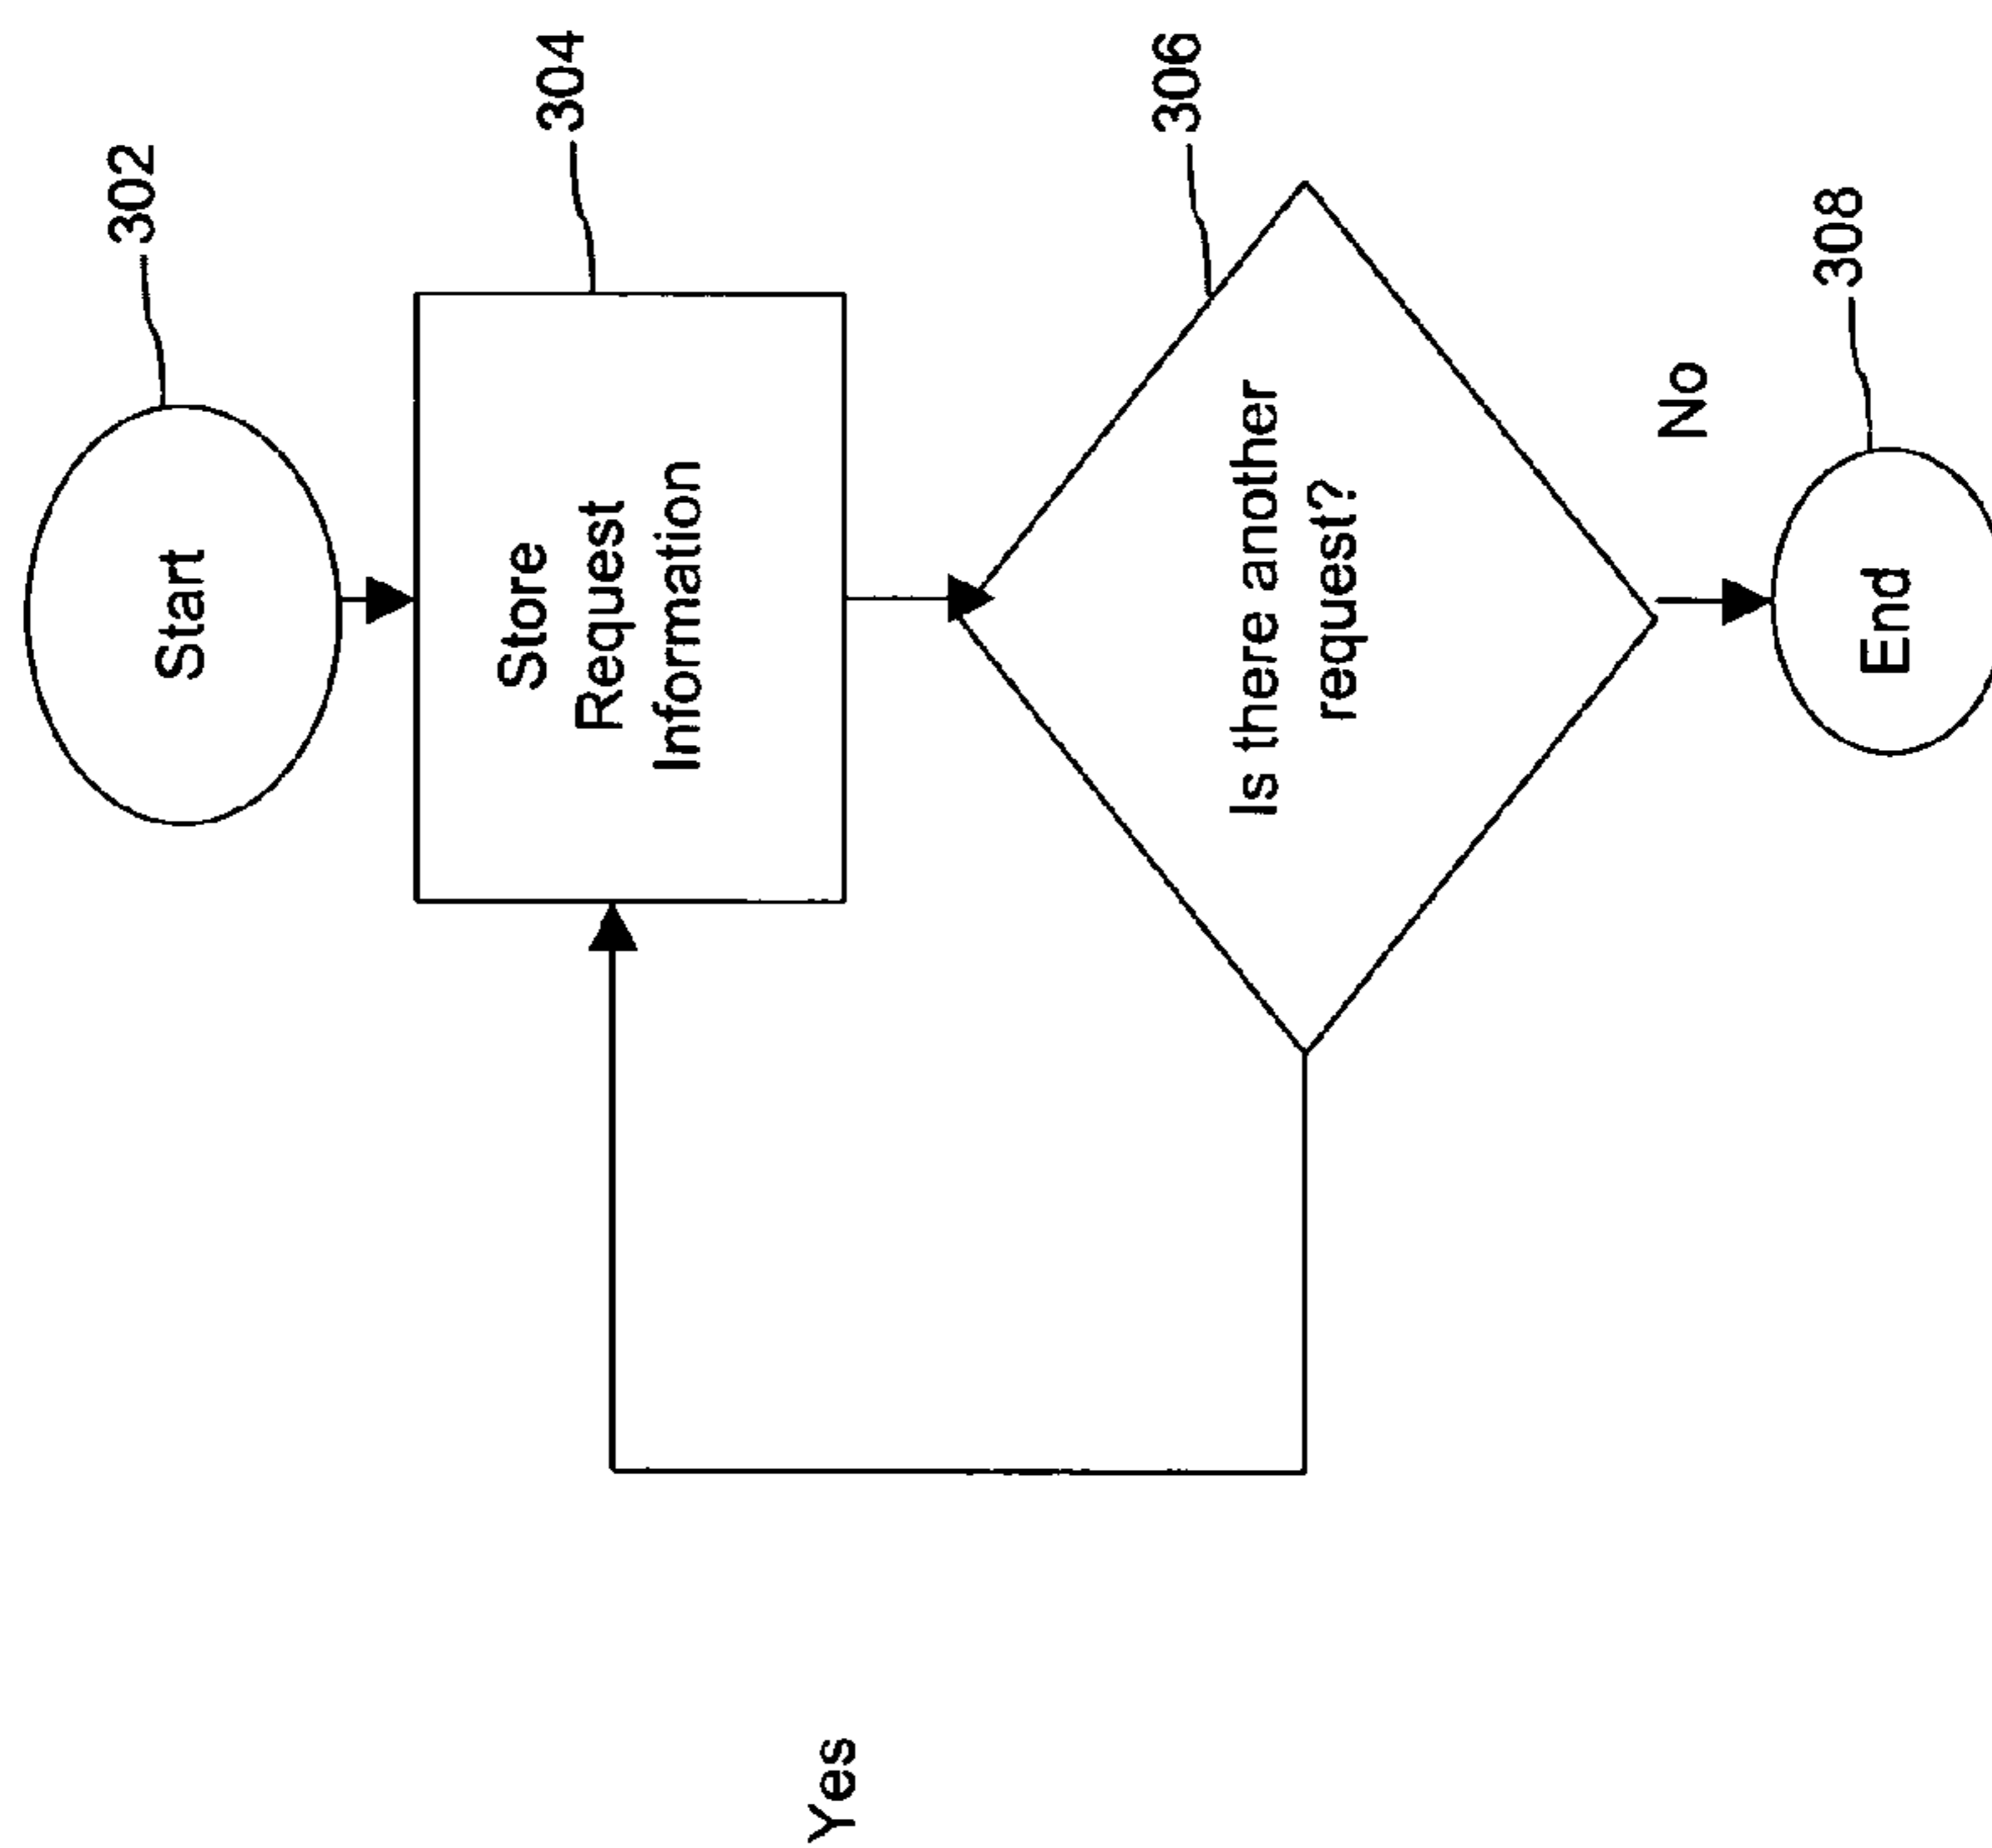 302
Start
304
Store
Request
Information
306
Is there another
request?
Yes
No
308
End